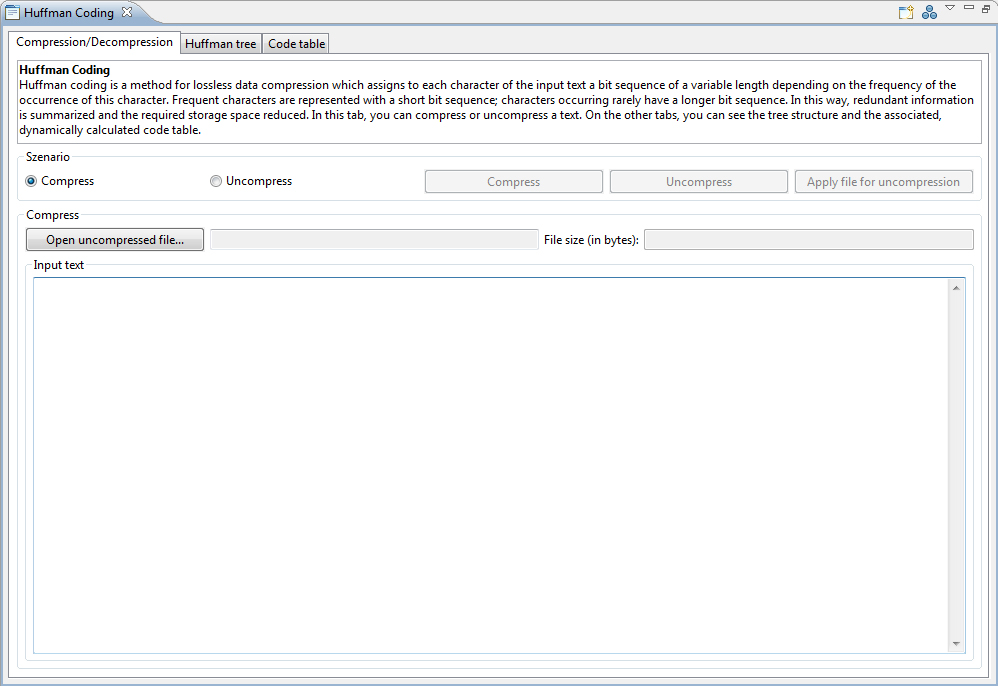 Huffman Coding
Compression/Decompression Huffman tree Code table
Huffman Coding
Huffman coding is a method for lossless data compression which assigns to each character of the input text a bit sequence of a variable length depending on the frequency of the
occurrence of this character. Frequent characters are represented with a short bit sequence; characters occurring rarely have a longer bit sequence. In this way, redundant information
is summarized and the required storage space reduced. In this tab, you can compress or uncompress a text. On the other tabs, you can see the tree structure and the associated,
dynamically calculated code table.
Szenario
Compress Uncompress Compress Uncompress Apply file for uncompression
Compress
Open uncompressed file... File size (in bytes):
Input text